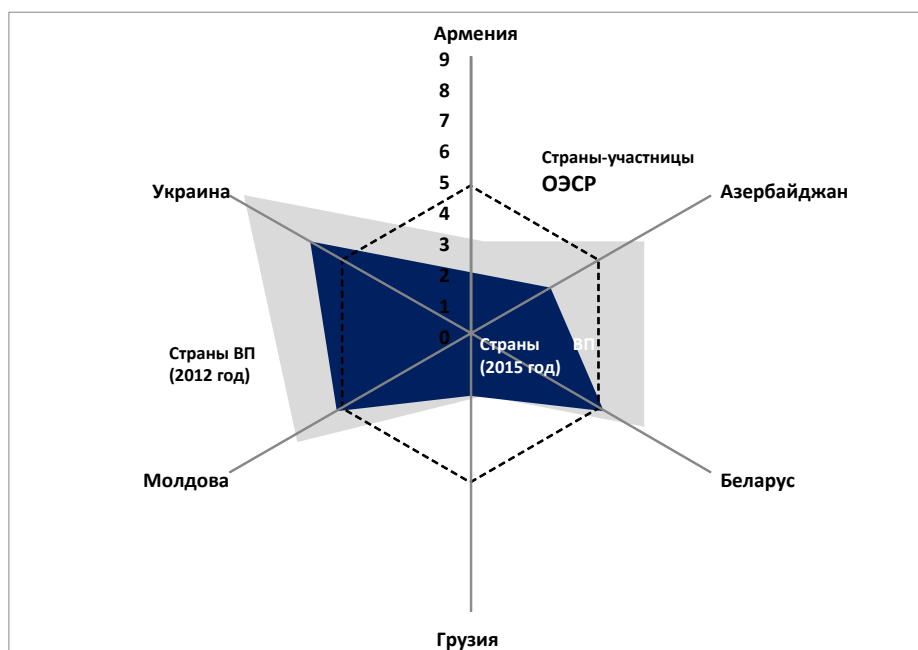 Армения
9
8
7
6
5
4
3
2
1
0
Страны-участницы
ОЭСР
Украина
Азербайджан
Страны ВП
(2015 год)
Страны ВП
(2012 год)
Молдова
Беларус
Грузия